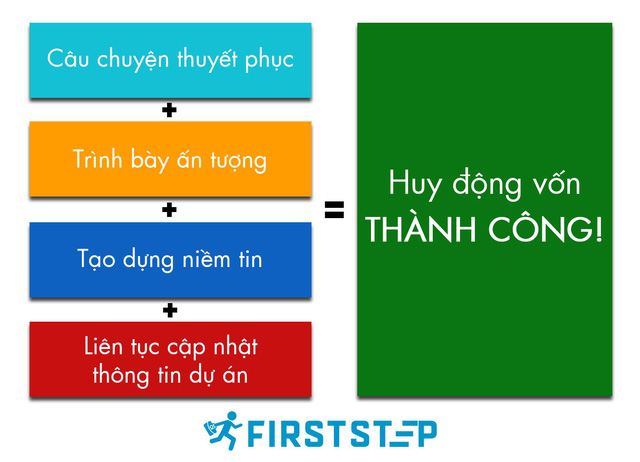 Câu chuyện thuyết phục
+
Trình bày ấn tượng
+
Tạo dựng niềm tin
+
Liên tục cập nhật
thông tin dự án
=
Huy động vốn
THÀNH CÔNG!
FIRSTSTEP